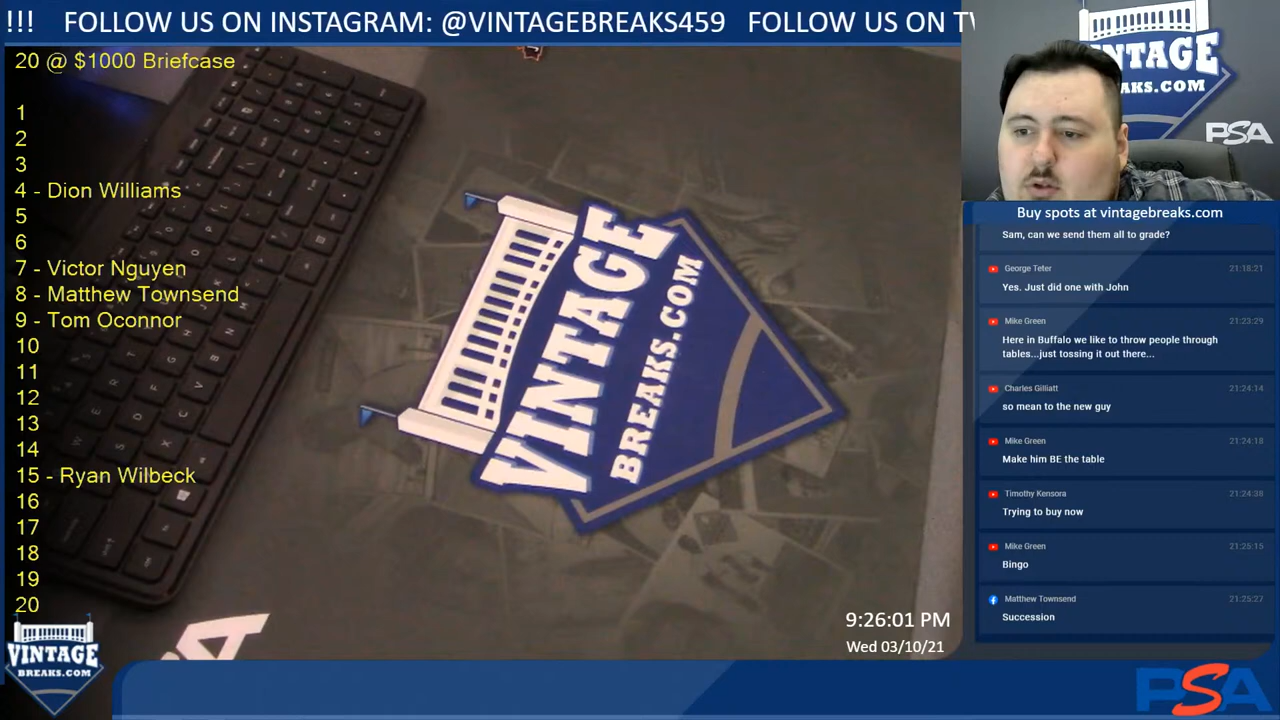 !!! FOLLOW US ON INSTAGRAM: @VINTAGEBREAKS459 FOLLOW US ON TW
20 @ $1000 Briefcase
1
2
3
4 - Dion Williams
5
6
7 - Victor Nguyen
8 - Matthew Townsend
9 - Tom Oconnor
10
11
12
13
14
15 - Ryan Wilbeck
16
17
18
19
20
VINTAGE
BREAKS.COM
VINTAGE
BREAKS.COM
9:26:01 PM
Wed 03/10/21
VINTAGE
AKS.COM
PSA
Buy spots at vintagebreaks.com
Sam, can we send them all to grade?
George Teter 21:18:21
Yes. Just did one with John
Mike Green 21:23:29
Here in Buffalo we like to throw people through
tables...just tossing it out there...
Charles Gilliatt 21:24:14
so mean to the new guy
Mike Green 21:24:18
Make him BE the table
Timothy Kensora 21:24:38
Trying to buy now
Mike Green 21:25:15
Bingo
Matthew Townsend 21:25:27
Succession
PSA